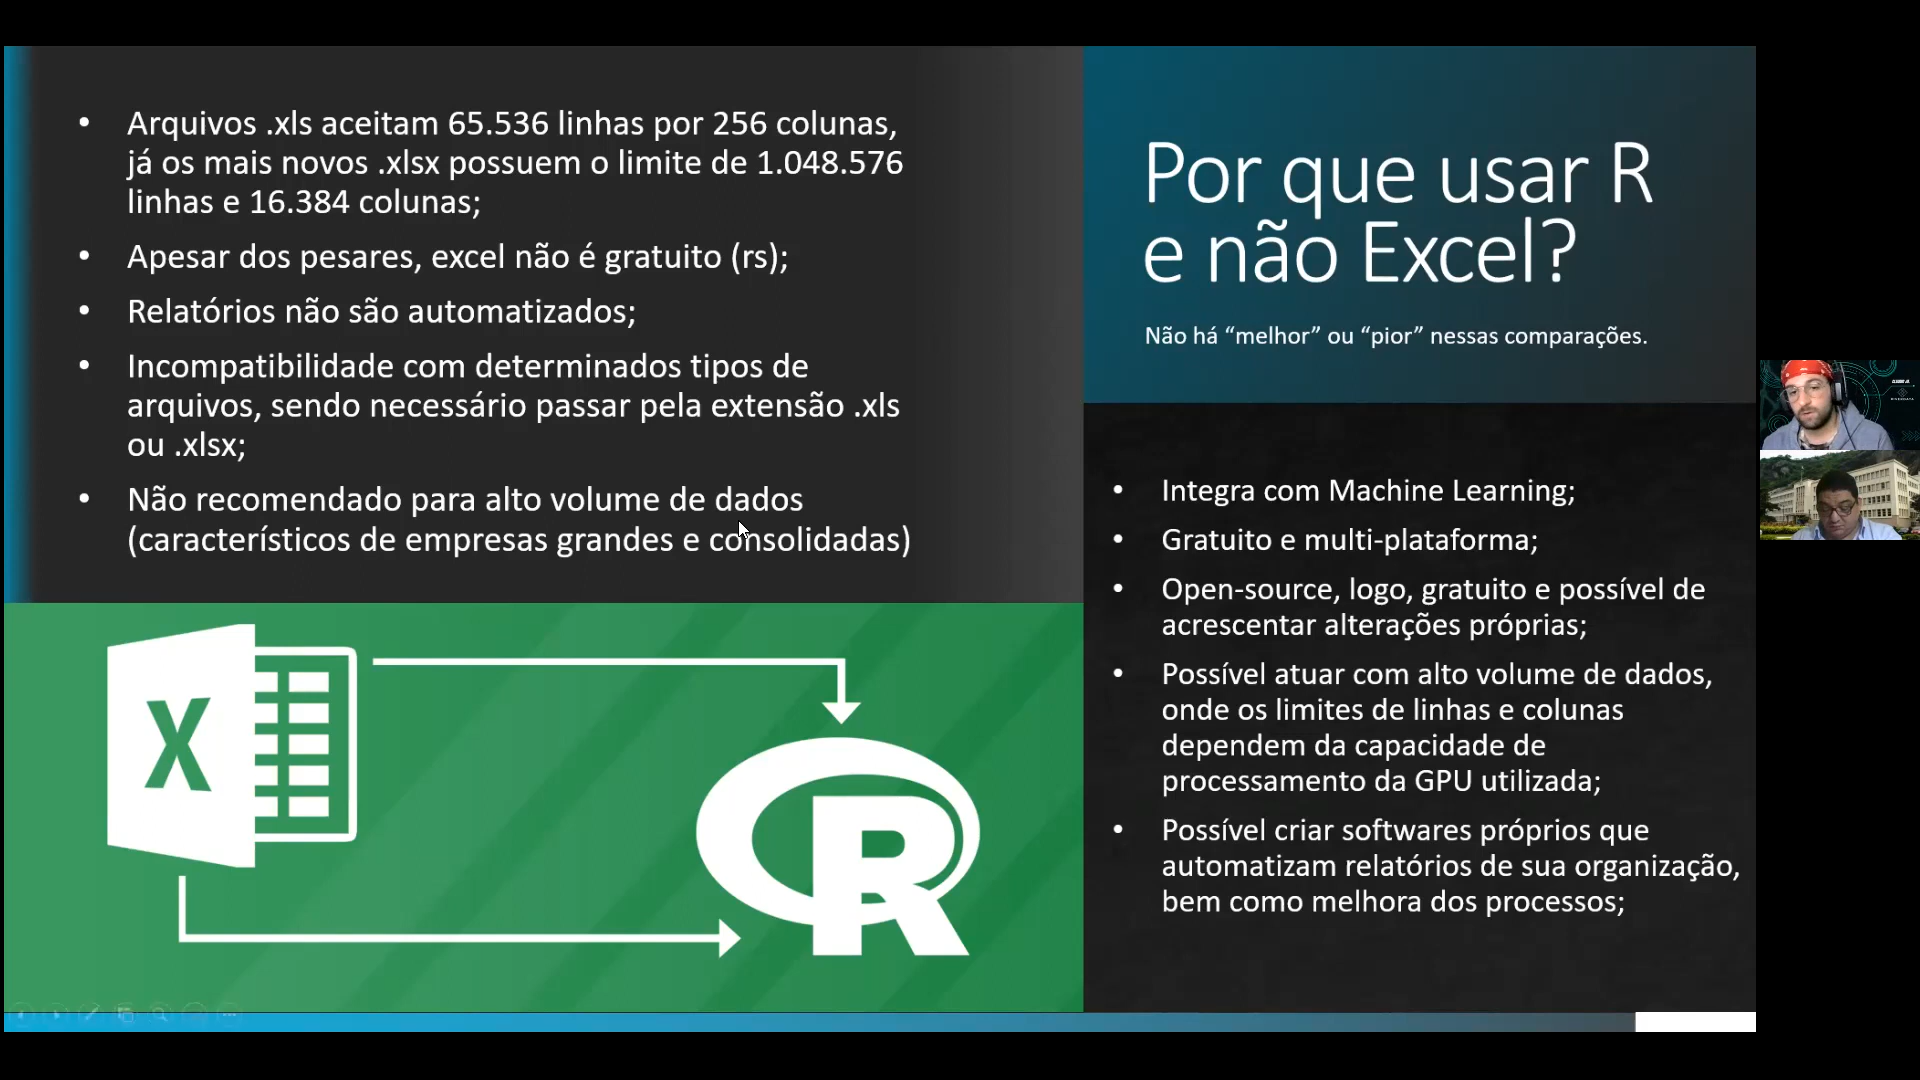 Arquivos .xls aceitam 65.536 linhas por 256 colunas,
já os mais novos .xlsx possuem o limite de 1.048.576
linhas e 16.384 colunas;
Apesar dos pesares, excel não é gratuito (rs);
Relatórios não são automatizados;
Incompatibilidade com determinados tipos de
arquivos, sendo necessário passar pela extensão .xls
ou .xlsx;
Não recomendado para alto volume de dados
(característicos de empresas grandes e consolidadas)
X
R
Por que usar R
e não Excel?
Não há “melhor” ou “pior” nessas comparações.
Integra com Machine Learning;
Gratuito e multi-plataforma;
Open-source, logo, gratuito e possível de
acrescentar alterações próprias;
Possível atuar com alto volume de dados,
onde os limites de linhas e colunas
dependem da capacidade de
processamento da GPU utilizada;
Possível criar softwares próprios que
automatizam relatórios de sua organização,
bem como melhora dos processos;